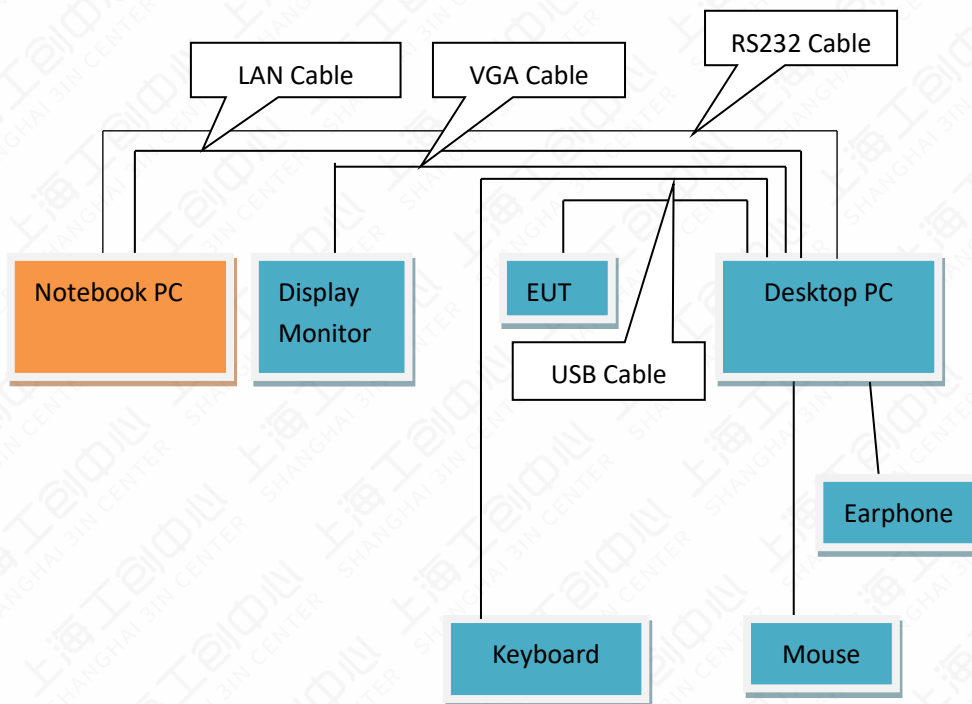 RS232 Cable
LAN Cable
VGA Cable
Notebook PC
Display
Monitor
EUT
Desktop PC
USB Cable
Earphone
Keyboard
Mouse
上海工创中心
SHANGHAI 3IN CENTER